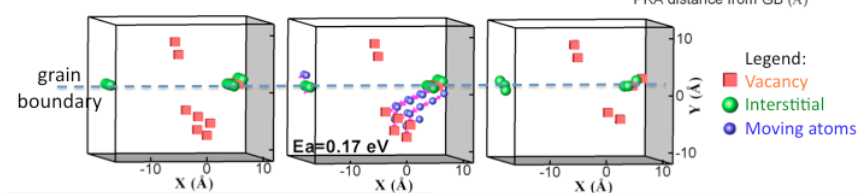 PKA distance from GB (Å)
grain
boundary
Ea=0.17 eV
-10 0 10
X (Å)
-10 0 10
X (Å)
-10 0 10
X (Å)
10
0
-10
Y (Å)
Legend:
Vacancy
Interstitial
Moving atoms